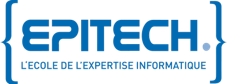 {EPITECH.}
L'ECOLE DE L'EXPERTISE INFORMATIQUE